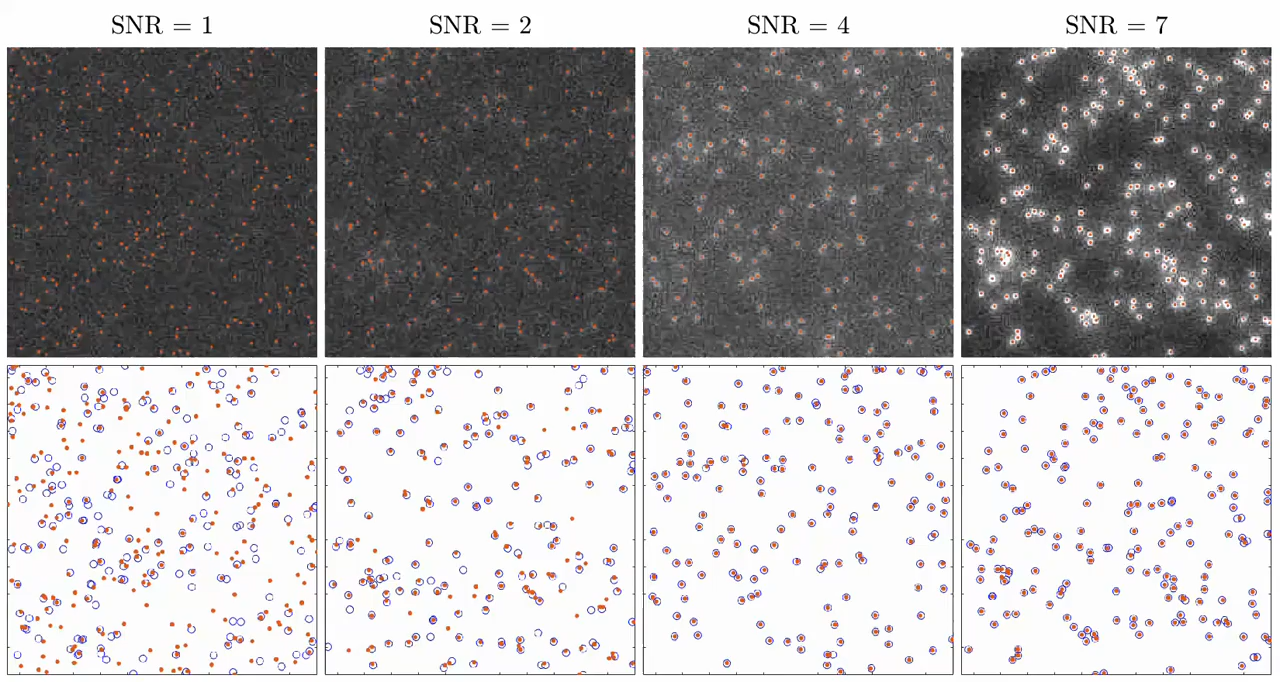 SNR = 1
SNR = 2
SNR = 4
SNR = 7